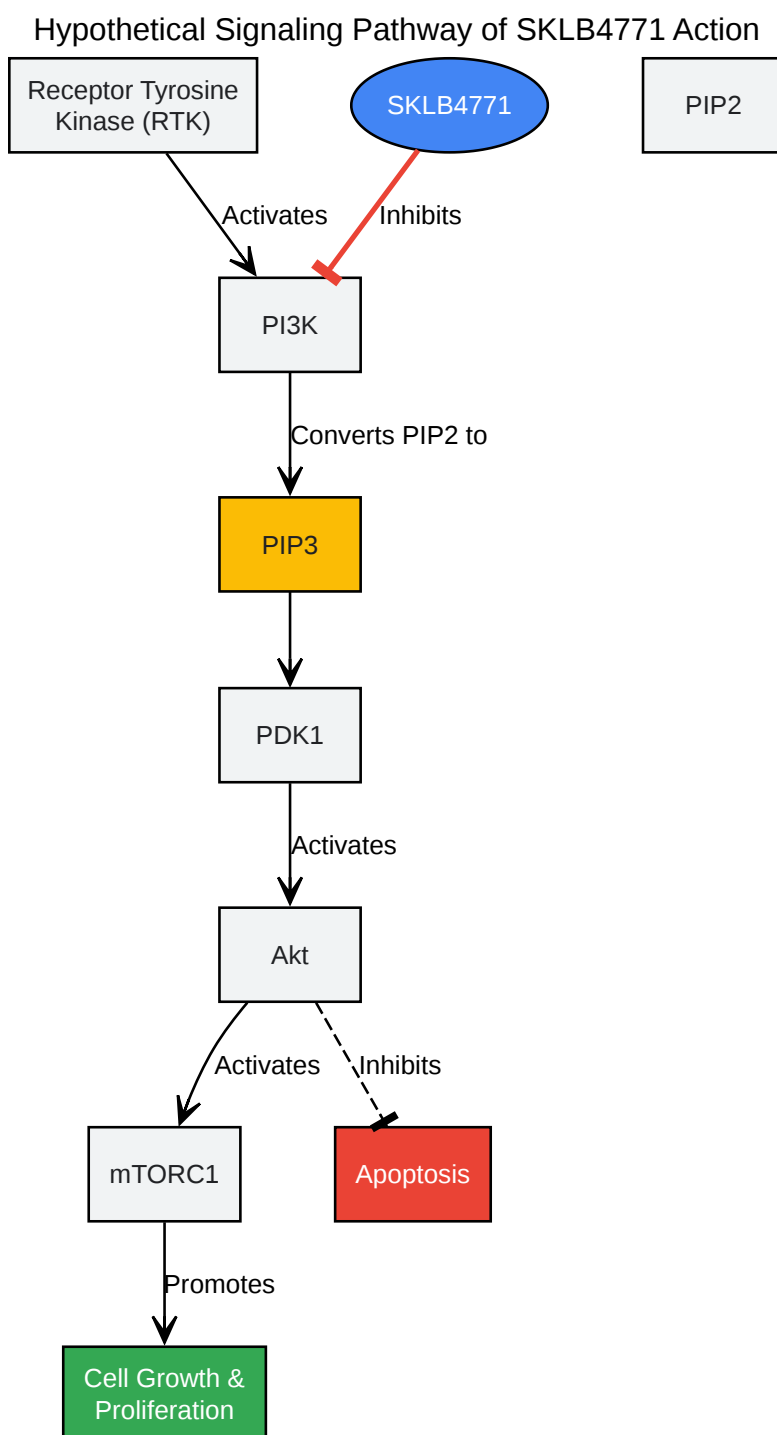 Hypothetical Signaling Pathway of SKLB4771 Action
Receptor Tyrosine
Kinase (RTK)
SKLB4771
PIP2
Activates
Inhibits
PI3K
Converts PIP2 to
PIP3
PDK1
Activates
Akt
Activates
Inhibits
mTORC1
Apoptosis
Promotes
Cell Growth &
Proliferation